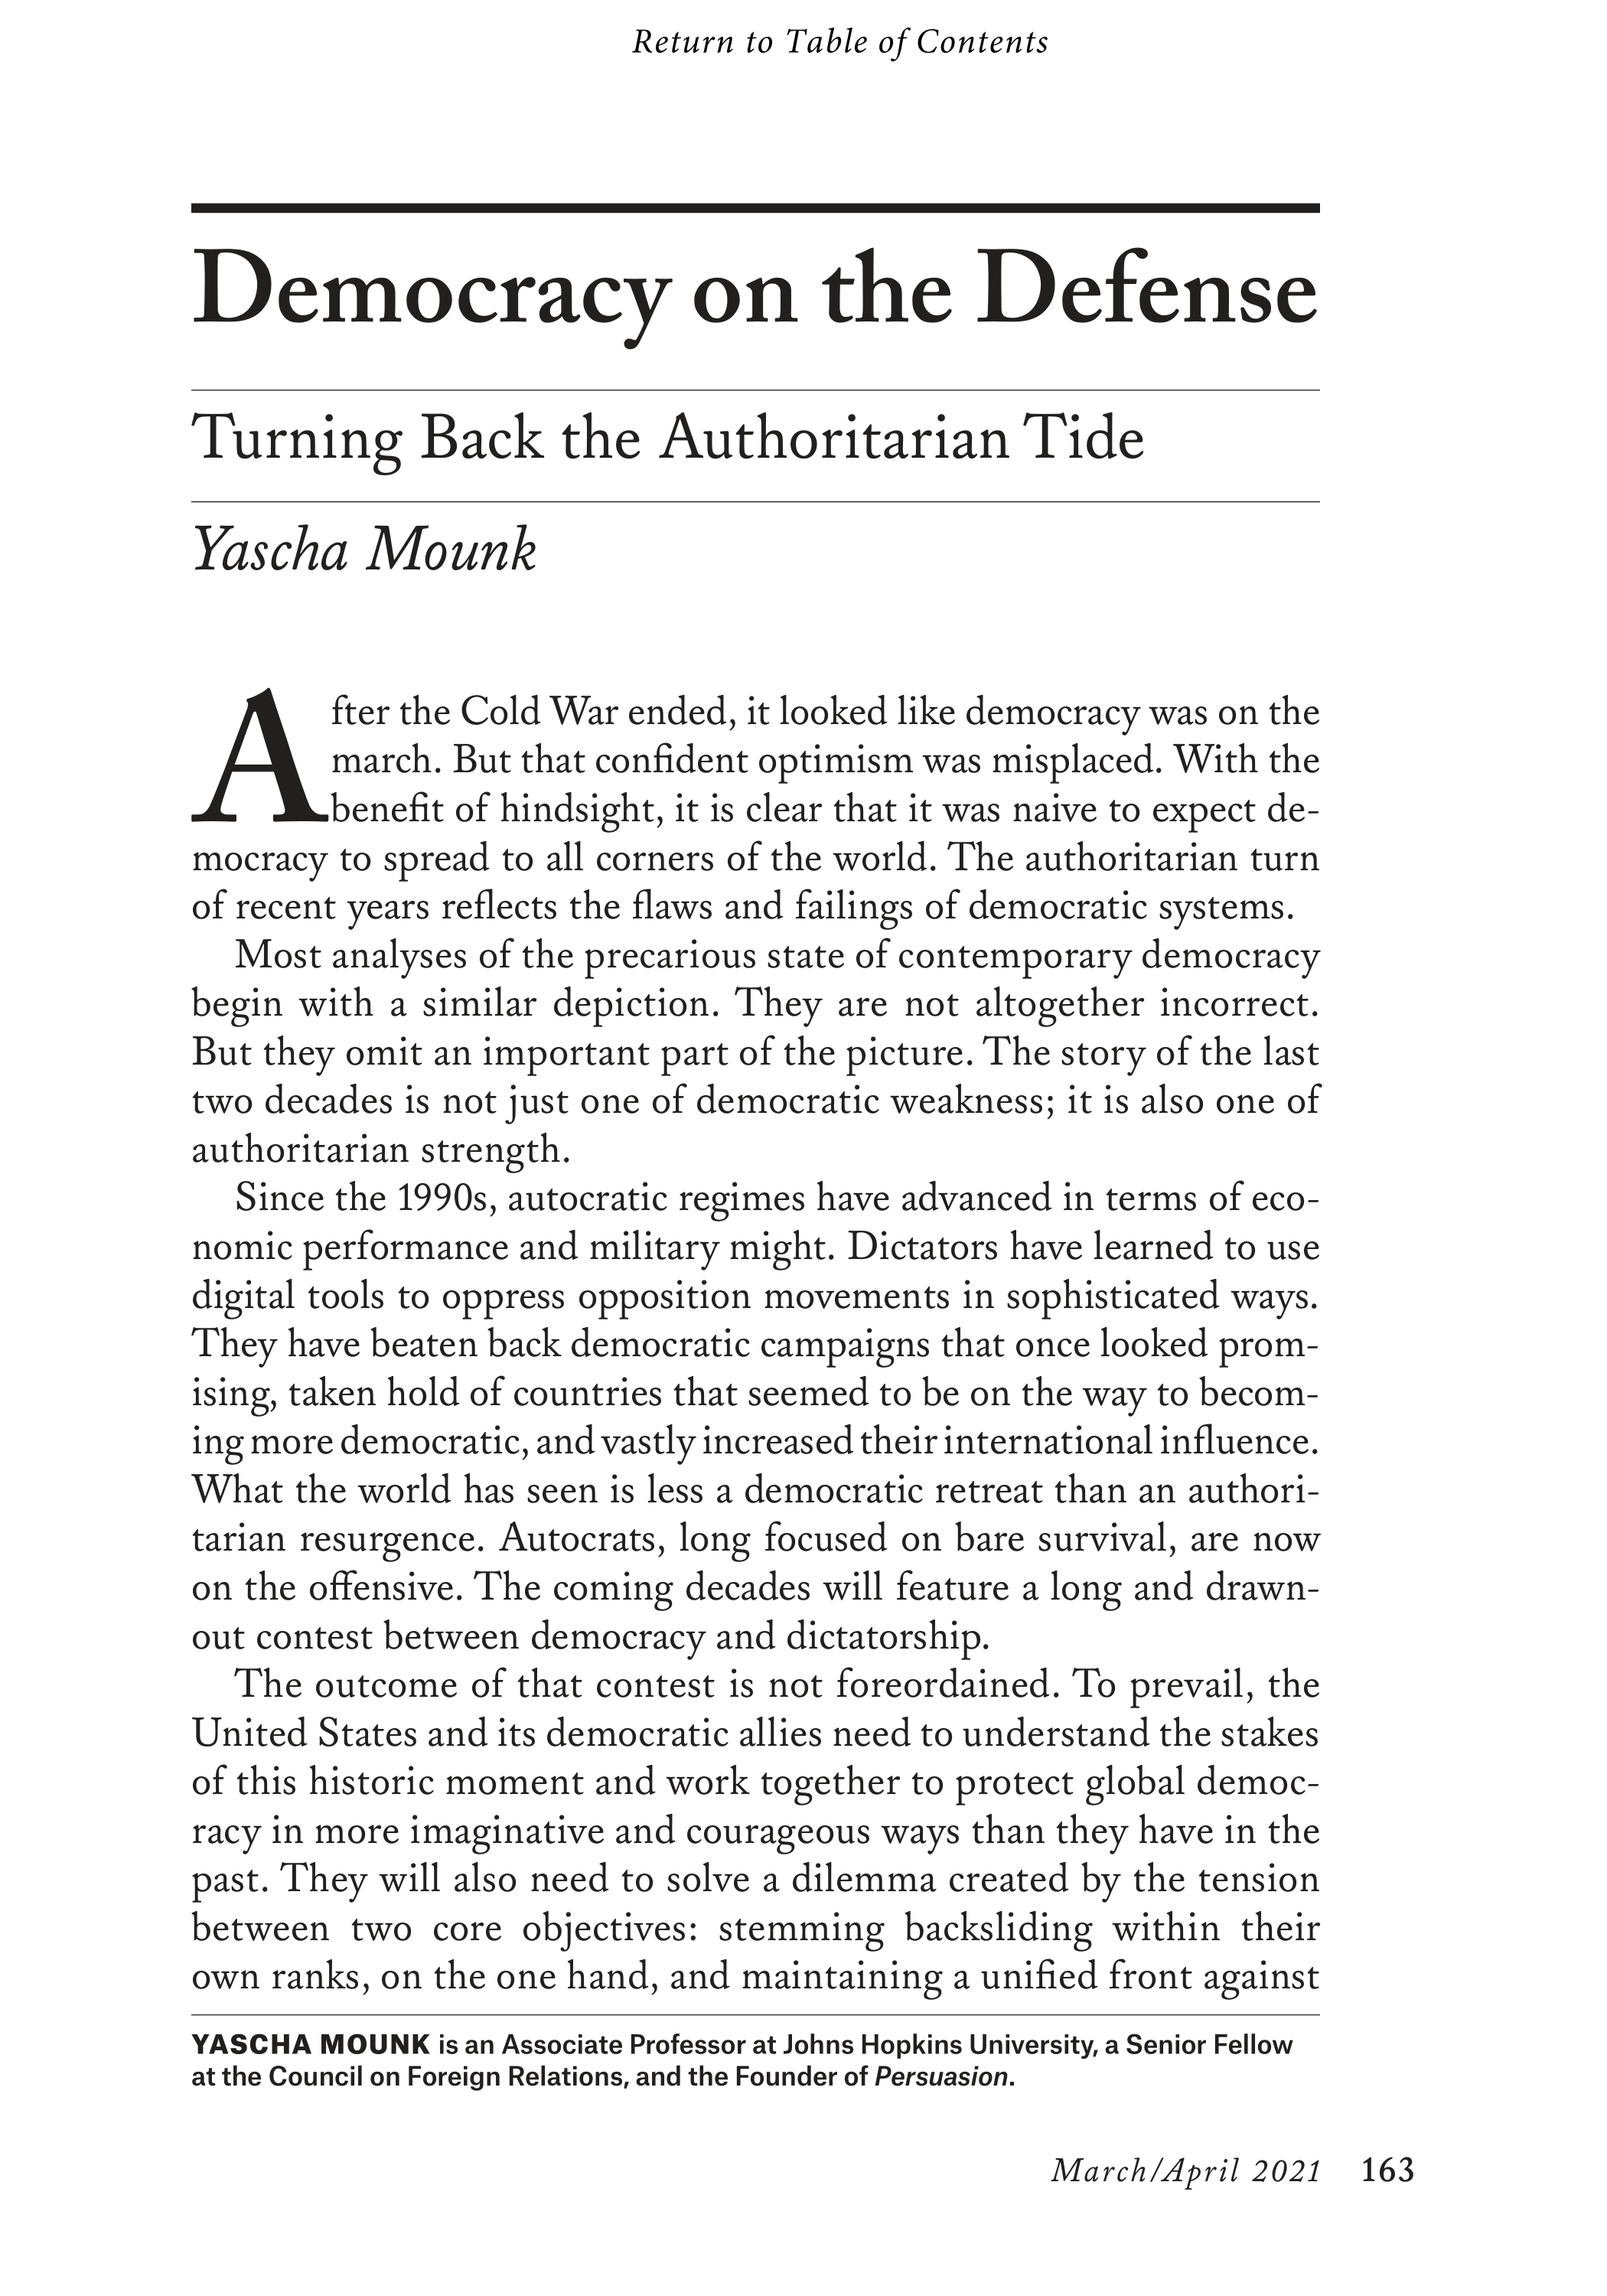 Return to Table of Contents
Democracy on the Defense
Turning Back the Authoritarian Tide
Yascha Mounk
After the Cold War ended, it looked like democracy was on the
march. But that confident optimism was misplaced. With the
benefit of hindsight, it is clear that it was naive to expect de-
mocracy to spread to all corners of the world. The authoritarian turn
of recent years reflects the flaws and failings of democratic systems.
Most analyses of the precarious state of contemporary democracy
begin with a similar depiction. They are not altogether incorrect.
But they omit an important part of the picture. The story of the last
two decades is not just one of democratic weakness; it is also one of
authoritarian strength.
Since the 1990s, autocratic regimes have advanced in terms of eco-
nomic performance and military might. Dictators have learned to use
digital tools to oppress opposition movements in sophisticated ways.
They have beaten back democratic campaigns that once looked prom-
ising, taken hold of countries that seemed to be on the way to becom-
ing more democratic, and vastly increased their international influence.
What the world has seen is less a democratic retreat than an authori-
tarian resurgence. Autocrats, long focused on bare survival, are now
on the offensive. The coming decades will feature a long and drawn-
out contest between democracy and dictatorship.
The outcome of that contest is not foreordained. To prevail, the
United States and its democratic allies need to understand the stakes
of this historic moment and work together to protect global democ-
racy in more imaginative and courageous ways than they have in the
past. They will also need to solve a dilemma created by the tension
between two core objectives: stemming backsliding within their
own ranks, on the one hand, and maintaining a unified front against
YASCHA MOUNK is an Associate Professor at Johns Hopkins University, a Senior Fellow
at the Council on Foreign Relations, and the Founder of Persuasion.
March/April 2021 163